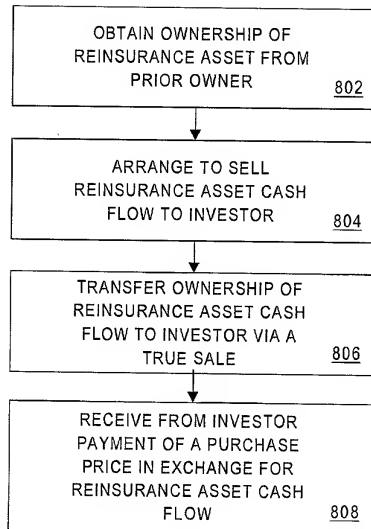 OBTAIN OWNERSHIP OF
REINSURANCE ASSET FROM
PRIOR OWNER
802
ARRANGE TO SELL
REINSURANCE ASSET CASH
FLOW TO INVESTOR
804
TRANSFER OWNERSHIP OF
REINSURANCE ASSET CASH
FLOW TO INVESTOR VIA A
TRUE SALE
806
RECEIVE FROM INVESTOR
PAYMENT OF A PURCHASE
PRICE IN EXCHANGE FOR
REINSURANCE ASSET CASH
FLOW
808